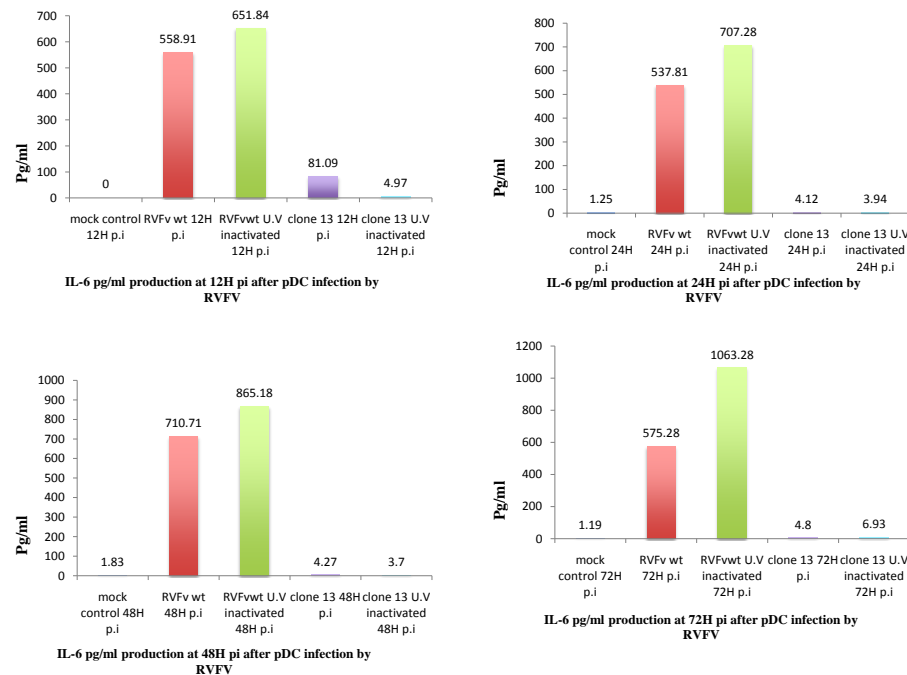 700
600
500
400
300
200
100
0
Pg/ml
0
558.91
651.84
81.09
4.97
mock control RVFv wt 12H RVFvwt U.V clone 13 12H clone 13 U.V
12H p.i p.i inactivated p.i inactivated
12H p.i 12H p.i
IL-6 pg/ml production at 12H pi after pDC infection by
RVFV
800
700
600
500
400
300
200
100
0
Pg/ml
1.25
537.81
707.28
4.12
3.94
mock RVFv wt RVFvwt U.V clone 13 clone 13 U.V
control 24H 24H p.i inactivated 24H p.i inactivated
p.i 24H p.i 24H p.i
IL-6 pg/ml production at 24H pi after pDC infection by
RVFV
1000
900
800
700
600
500
400
300
200
100
0
Pg/ml
1.83
710.71
865.18
4.27
3.7
mock RVFv wt RVFvwt U.V clone 13 48H clone 13 U.V
control 48H 48H p.i inactivated p.i inactivated
p.i 48H p.i 48H p.i
IL-6 pg/ml production at 48H pi after pDC infection by
RVFV
1200
1000
800
600
400
200
0
Pg/ml
1.19
575.28
1063.28
4.8
6.93
mock RVFv wt RVFvwt U.V clone 13 72H clone 13 U.V
control 72H 72H p.i inactivated p.i inactivated
p.i 72H p.i 72H p.i
IL-6 pg/ml production at 72H pi after pDC infection by
RVFV